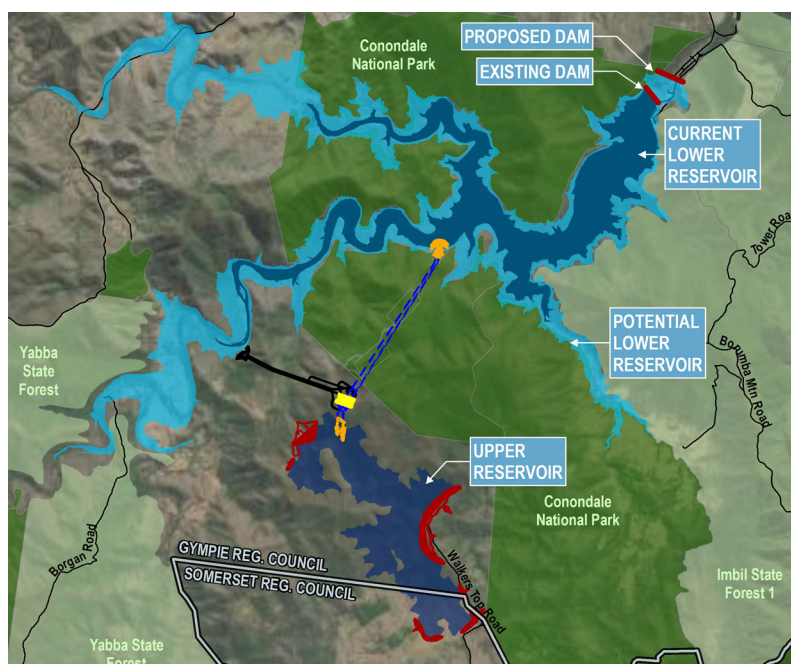 PROPOSED DAM
Conondale
National Park
EXISTING DAM
CURRENT
LOWER
RESERVOIR
Tower Road
POTENTIAL
LOWER
RESERVOIR
Borumba Mtn Road
Yabba
State
Forest
UPPER
RESERVOIR
Conondale
National Park
Borgan Road
GYMPIE REG. COUNCIL
SOMERSET REG. COUNCIL
Walkers Top Road
Imbil State
Forest 1
Yabba State
Forest